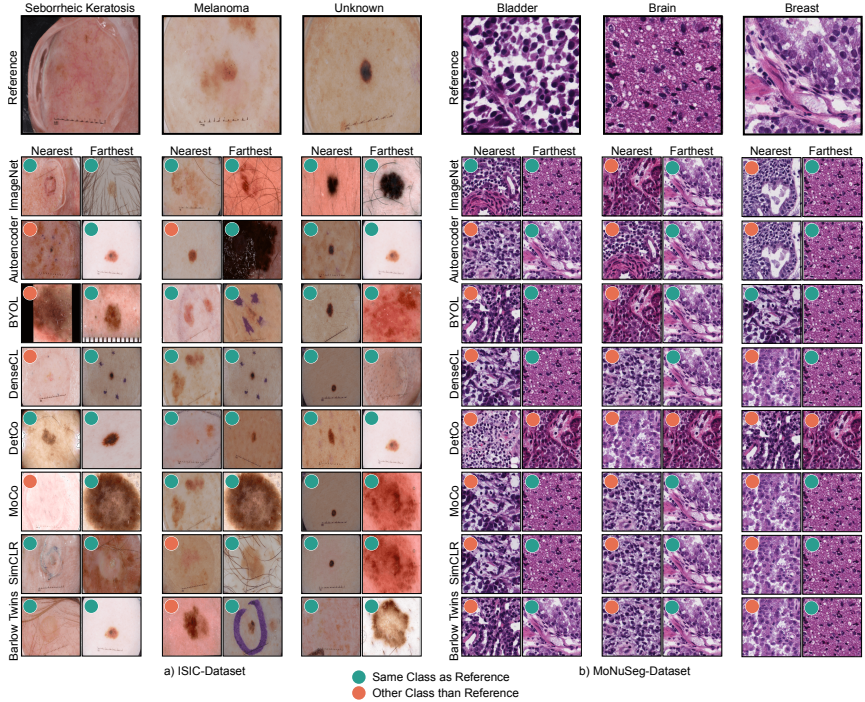 Seborrheic Keratosis Melanoma Unknown Bladder Brain Breast
Reference
Reference
Nearest Farthest Nearest Farthest Nearest Farthest Nearest Farthest Nearest Farthest Nearest Farthest
ImageNet
ImageNet
Autoencoder
Autoencoder
BYOL
BYOL
DenseCL
DenseCL
DetCo
DetCo
MoCo
MoCo
SimCLR
SimCLR
Barlow Twins
Barlow Twins
a) ISIC-Dataset b) MoNuSeg-Dataset
Same Class as Reference
Other Class than Reference